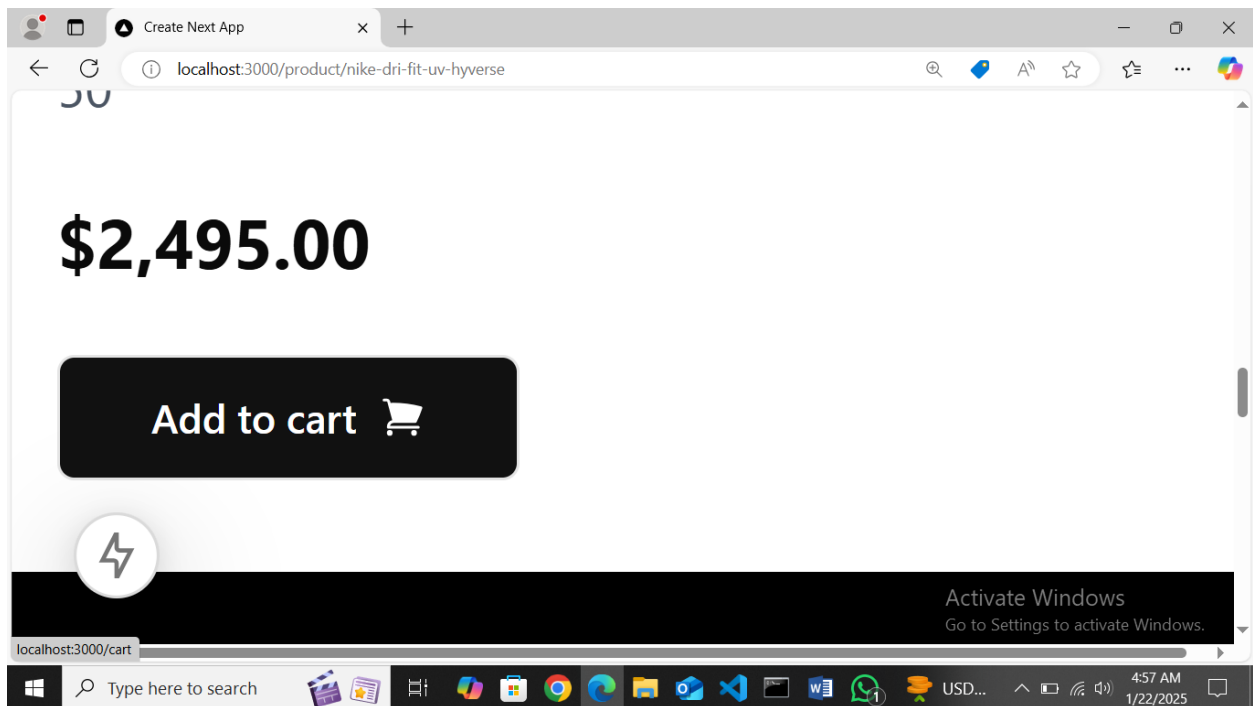 Create Next App
localhost:3000/product/nike-dri-fit-uv-hyverse
50
$2,495.00
Add to cart
Activate Windows
Go to Settings to activate Windows.
localhost:3000/cart
Type here to search
1
USD...
4:57 AM
1/22/2025